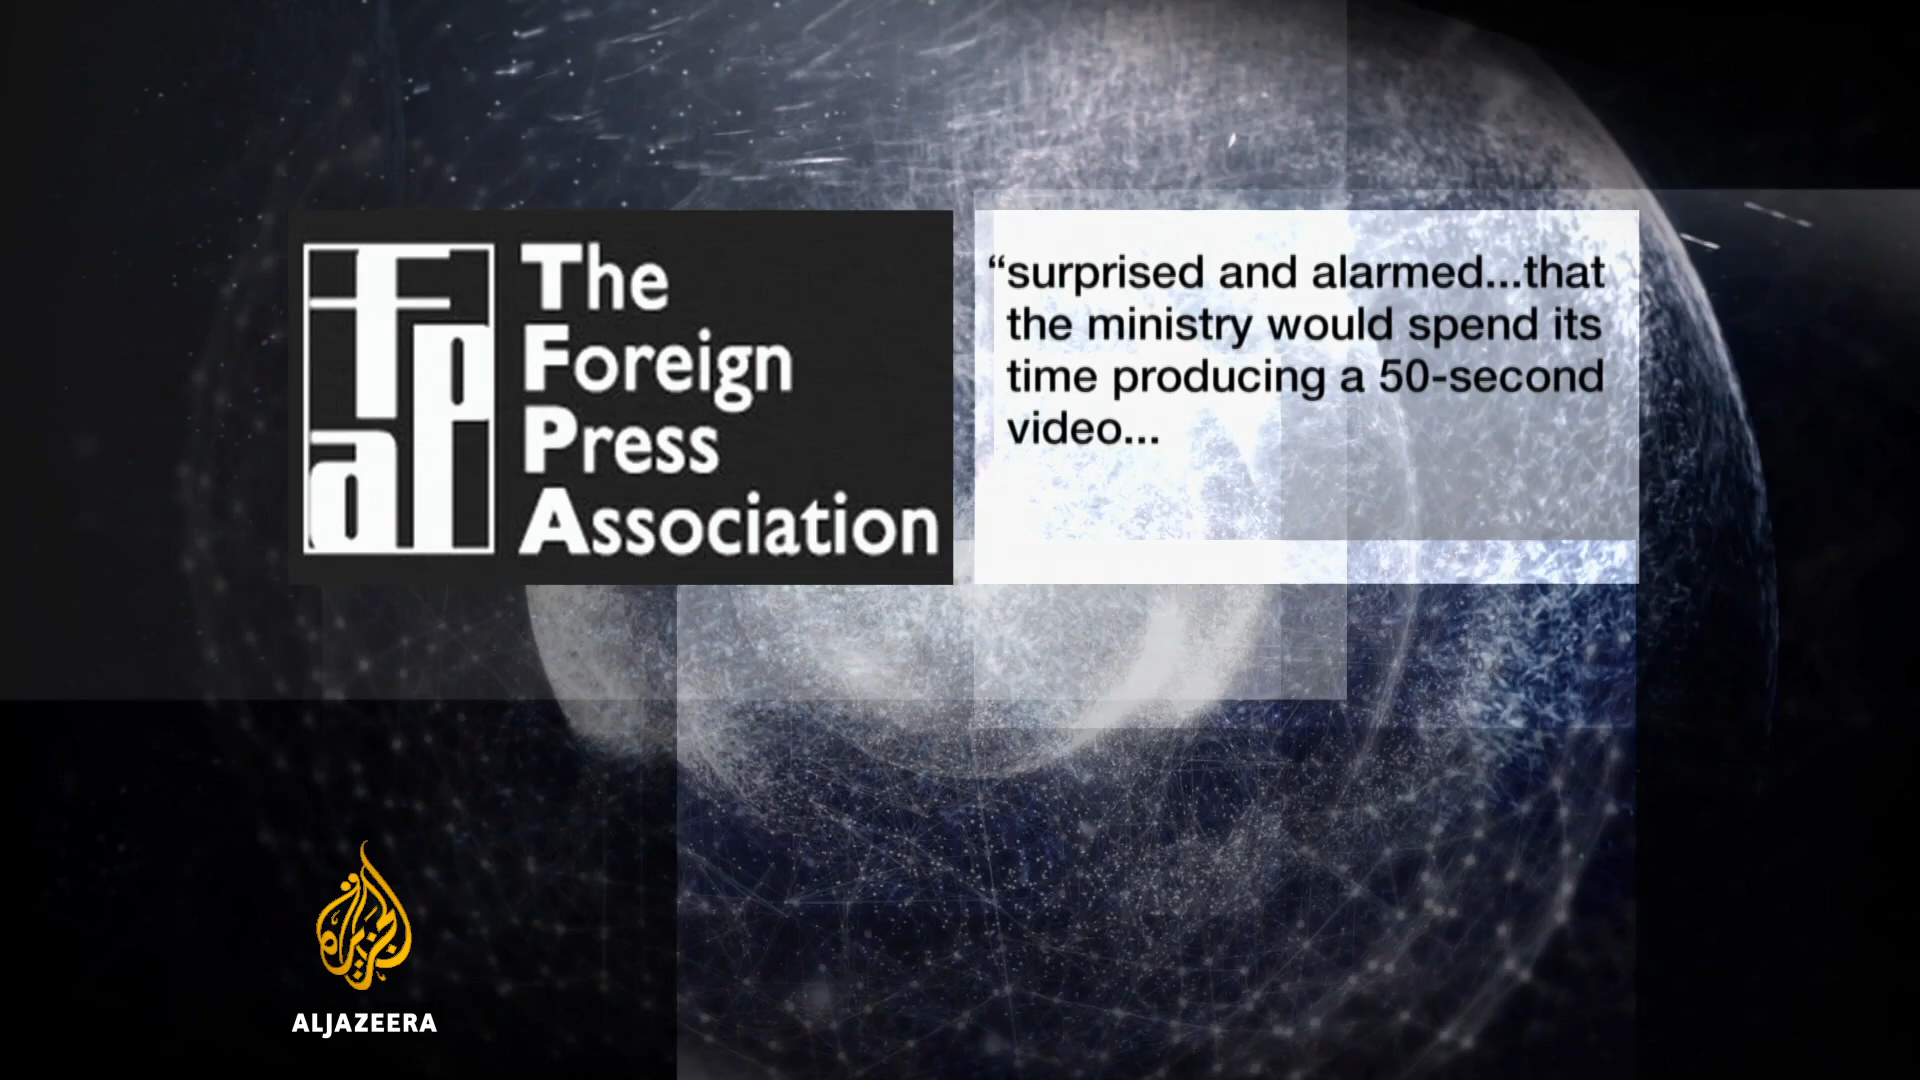 fpa
The
Foreign
Press
Association
“surprised and alarmed...that
the ministry would spend its
time producing a 50-second
video...
الجزيرة
ALJAZEERA